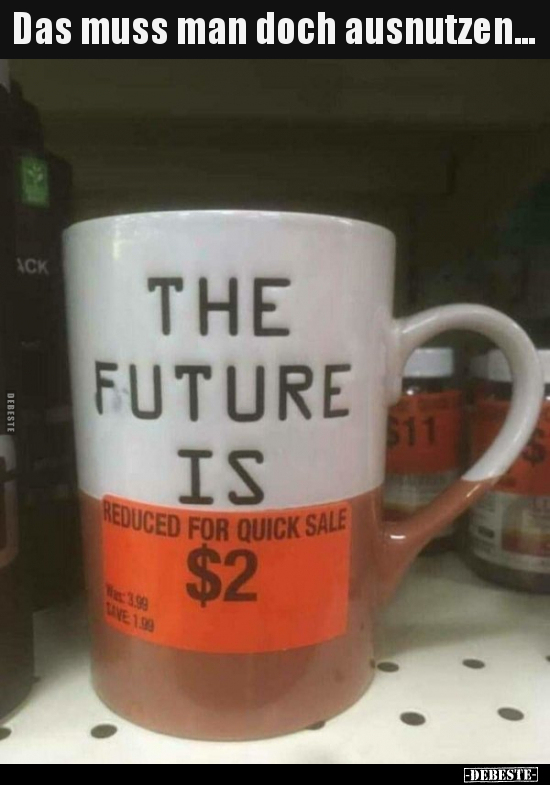 Das muss man doch ausnutzen...
ACK
THE
FUTURE
IS
REDUCED FOR QUICK SALE
$2
Was: 3.99
SAVE: 1.99
$11
$
DEBESTE
-DEBESTE-